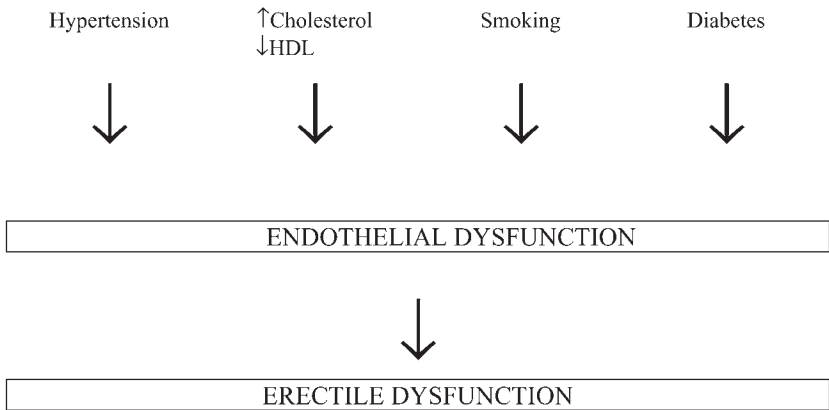 Hypertension
↑Cholesterol
↓HDL
Smoking
Diabetes
ENDOTHELIAL DYSFUNCTION
ERECTILE DYSFUNCTION